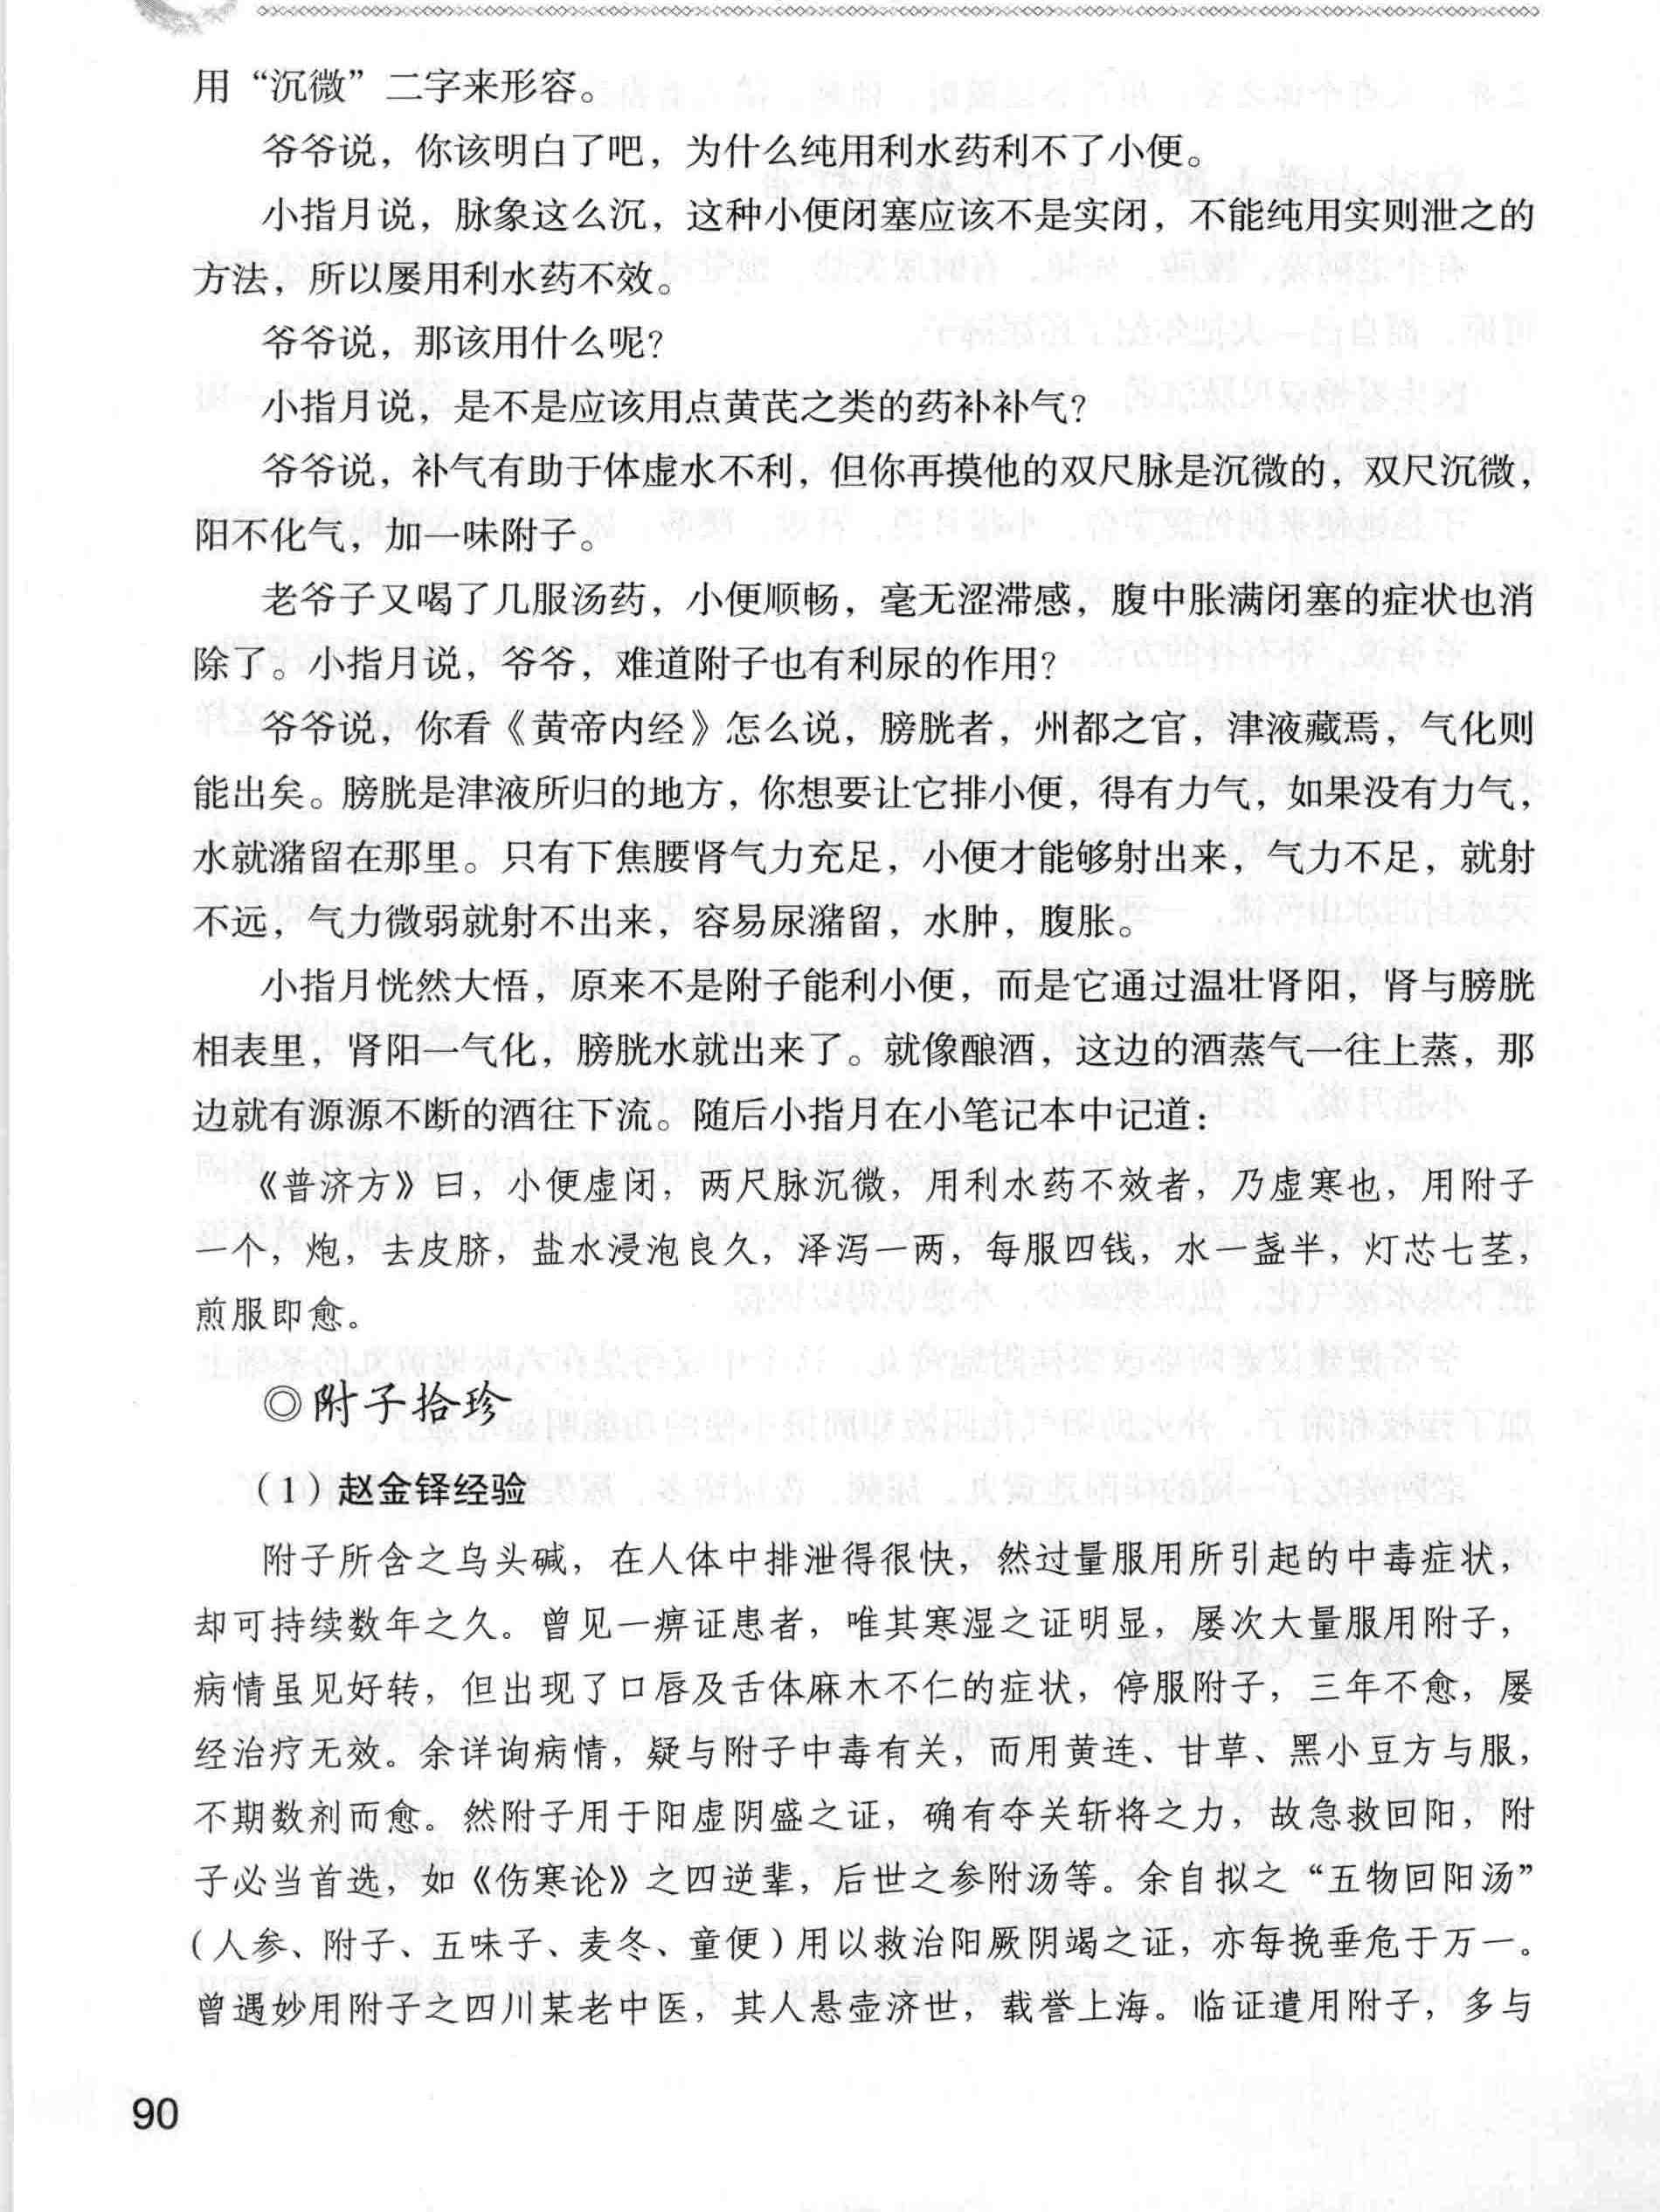 用“沉微”二字来形容。
爷爷说，你该明白了吧，为什么纯用利水药利不了小便。
小指月说，脉象这么沉，这种小便闭塞应该不是实闭，不能纯用实则泄之的
方法，所以屡用利水药不效。
爷爷说，那该用什么呢？
小指月说，是不是应该用点黄芪之类的药补补气？
爷爷说，补气有助于体虚水不利，但你再摸他的双尺脉是沉微的，双尺沉微，
阳不化气，加一味附子。
老爷子又喝了几服汤药，小便顺畅，毫无涩滞感，腹中胀满闭塞的症状也消
除了。小指月说，爷爷，难道附子也有利尿的作用？
爷爷说，你看《黄帝内经》怎么说，膀胱者，州都之官，津液藏焉，气化则
能出矣。膀胱是津液所归的地方，你想要让它排小便，得有力气，如果没有力气，
水就潴留在那里。只有下焦腰肾气力充足，小便才能够射出来，气力不足，就射
不远，气力微弱就射不出来，容易尿潴留，水肿，腹胀。
小指月恍然大悟，原来不是附子能利小便，而是它通过温壮肾阳，肾与膀胱
相表里，肾阳一气化，膀胱水就出来了。就像酿酒，这边的酒蒸气一往上蒸，那
边就有源源不断的酒往下流。随后小指月在小笔记本中记道：
《普济方》曰，小便虚闭，两尺脉沉微，用利水药不效者，乃虚寒也，用附子
一个，炮，去皮脐，盐水浸泡良久，泽泻一两，每服四钱，水一盏半，灯芯七茎，
煎服即愈。
◎附子拾珍
（1）赵金铎经验
附子所含之乌头碱，在人体中排泄得很快，然过量服用所引起的中毒症状，
却可持续数年之久。曾见一痹证患者，唯其寒湿之证明显，屡次大量服用附子，
病情虽见好转，但出现了口唇及舌体麻木不仁的症状，停服附子，三年不愈，屡
经治疗无效。余详询病情，疑与附子中毒有关，而用黄连、甘草、黑小豆方与服，
不期数剂而愈。然附子用于阳虚阴盛之证，确有夺关斩将之力，故急救回阳，附
子必当首选，如《伤寒论》之四逆辈，后世之参附汤等。余自拟之“五物回阳汤”
（人参、附子、五味子、麦冬、童便）用以救治阳厥阴竭之证，亦每挽垂危于万一。
曾遇妙用附子之四川某老中医，其人悬壶济世，载誉上海。临证遣用附子，多与
90